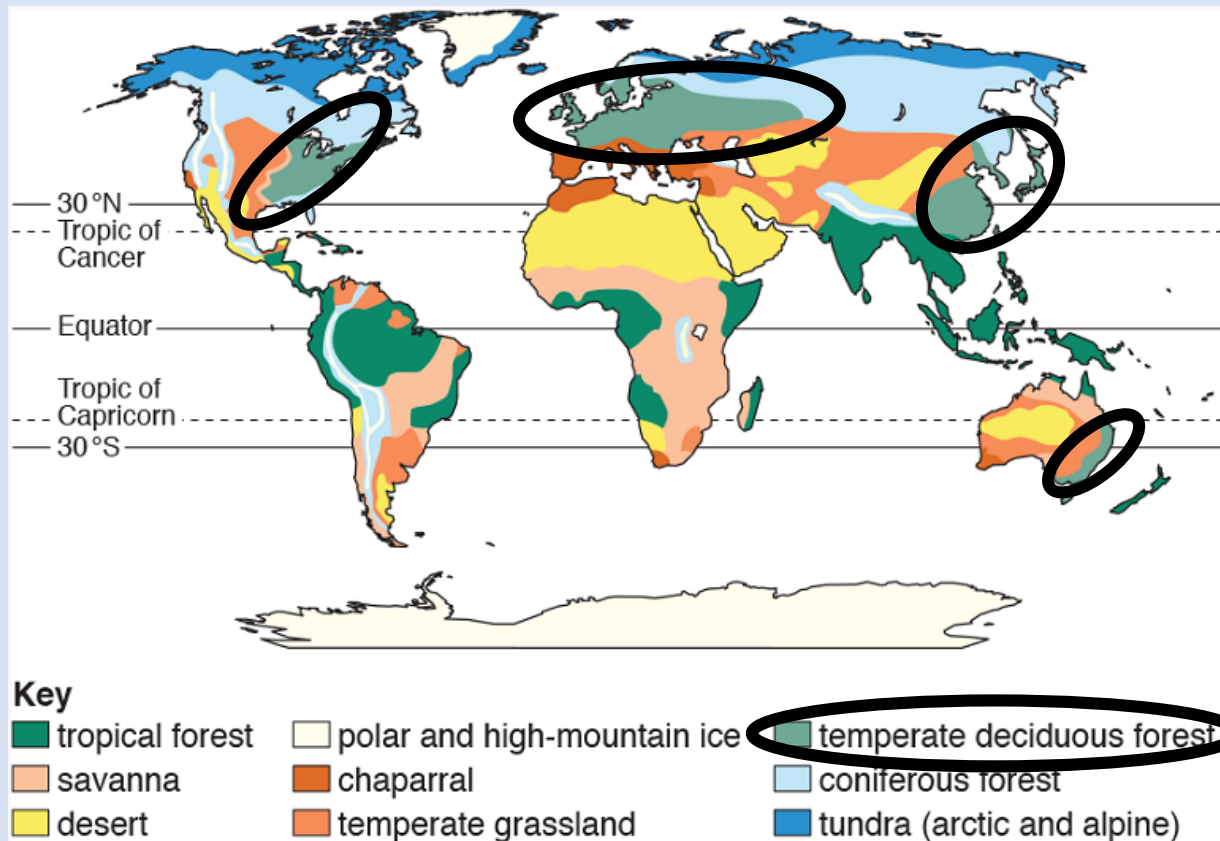 30 °N
Tropic of
Cancer
Equator
Tropic of
Capricorn
30 °S
Key
tropical forest
polar and high-mountain ice
temperate deciduous forest
savanna
chaparral
coniferous forest
desert
temperate grassland
tundra (arctic and alpine)